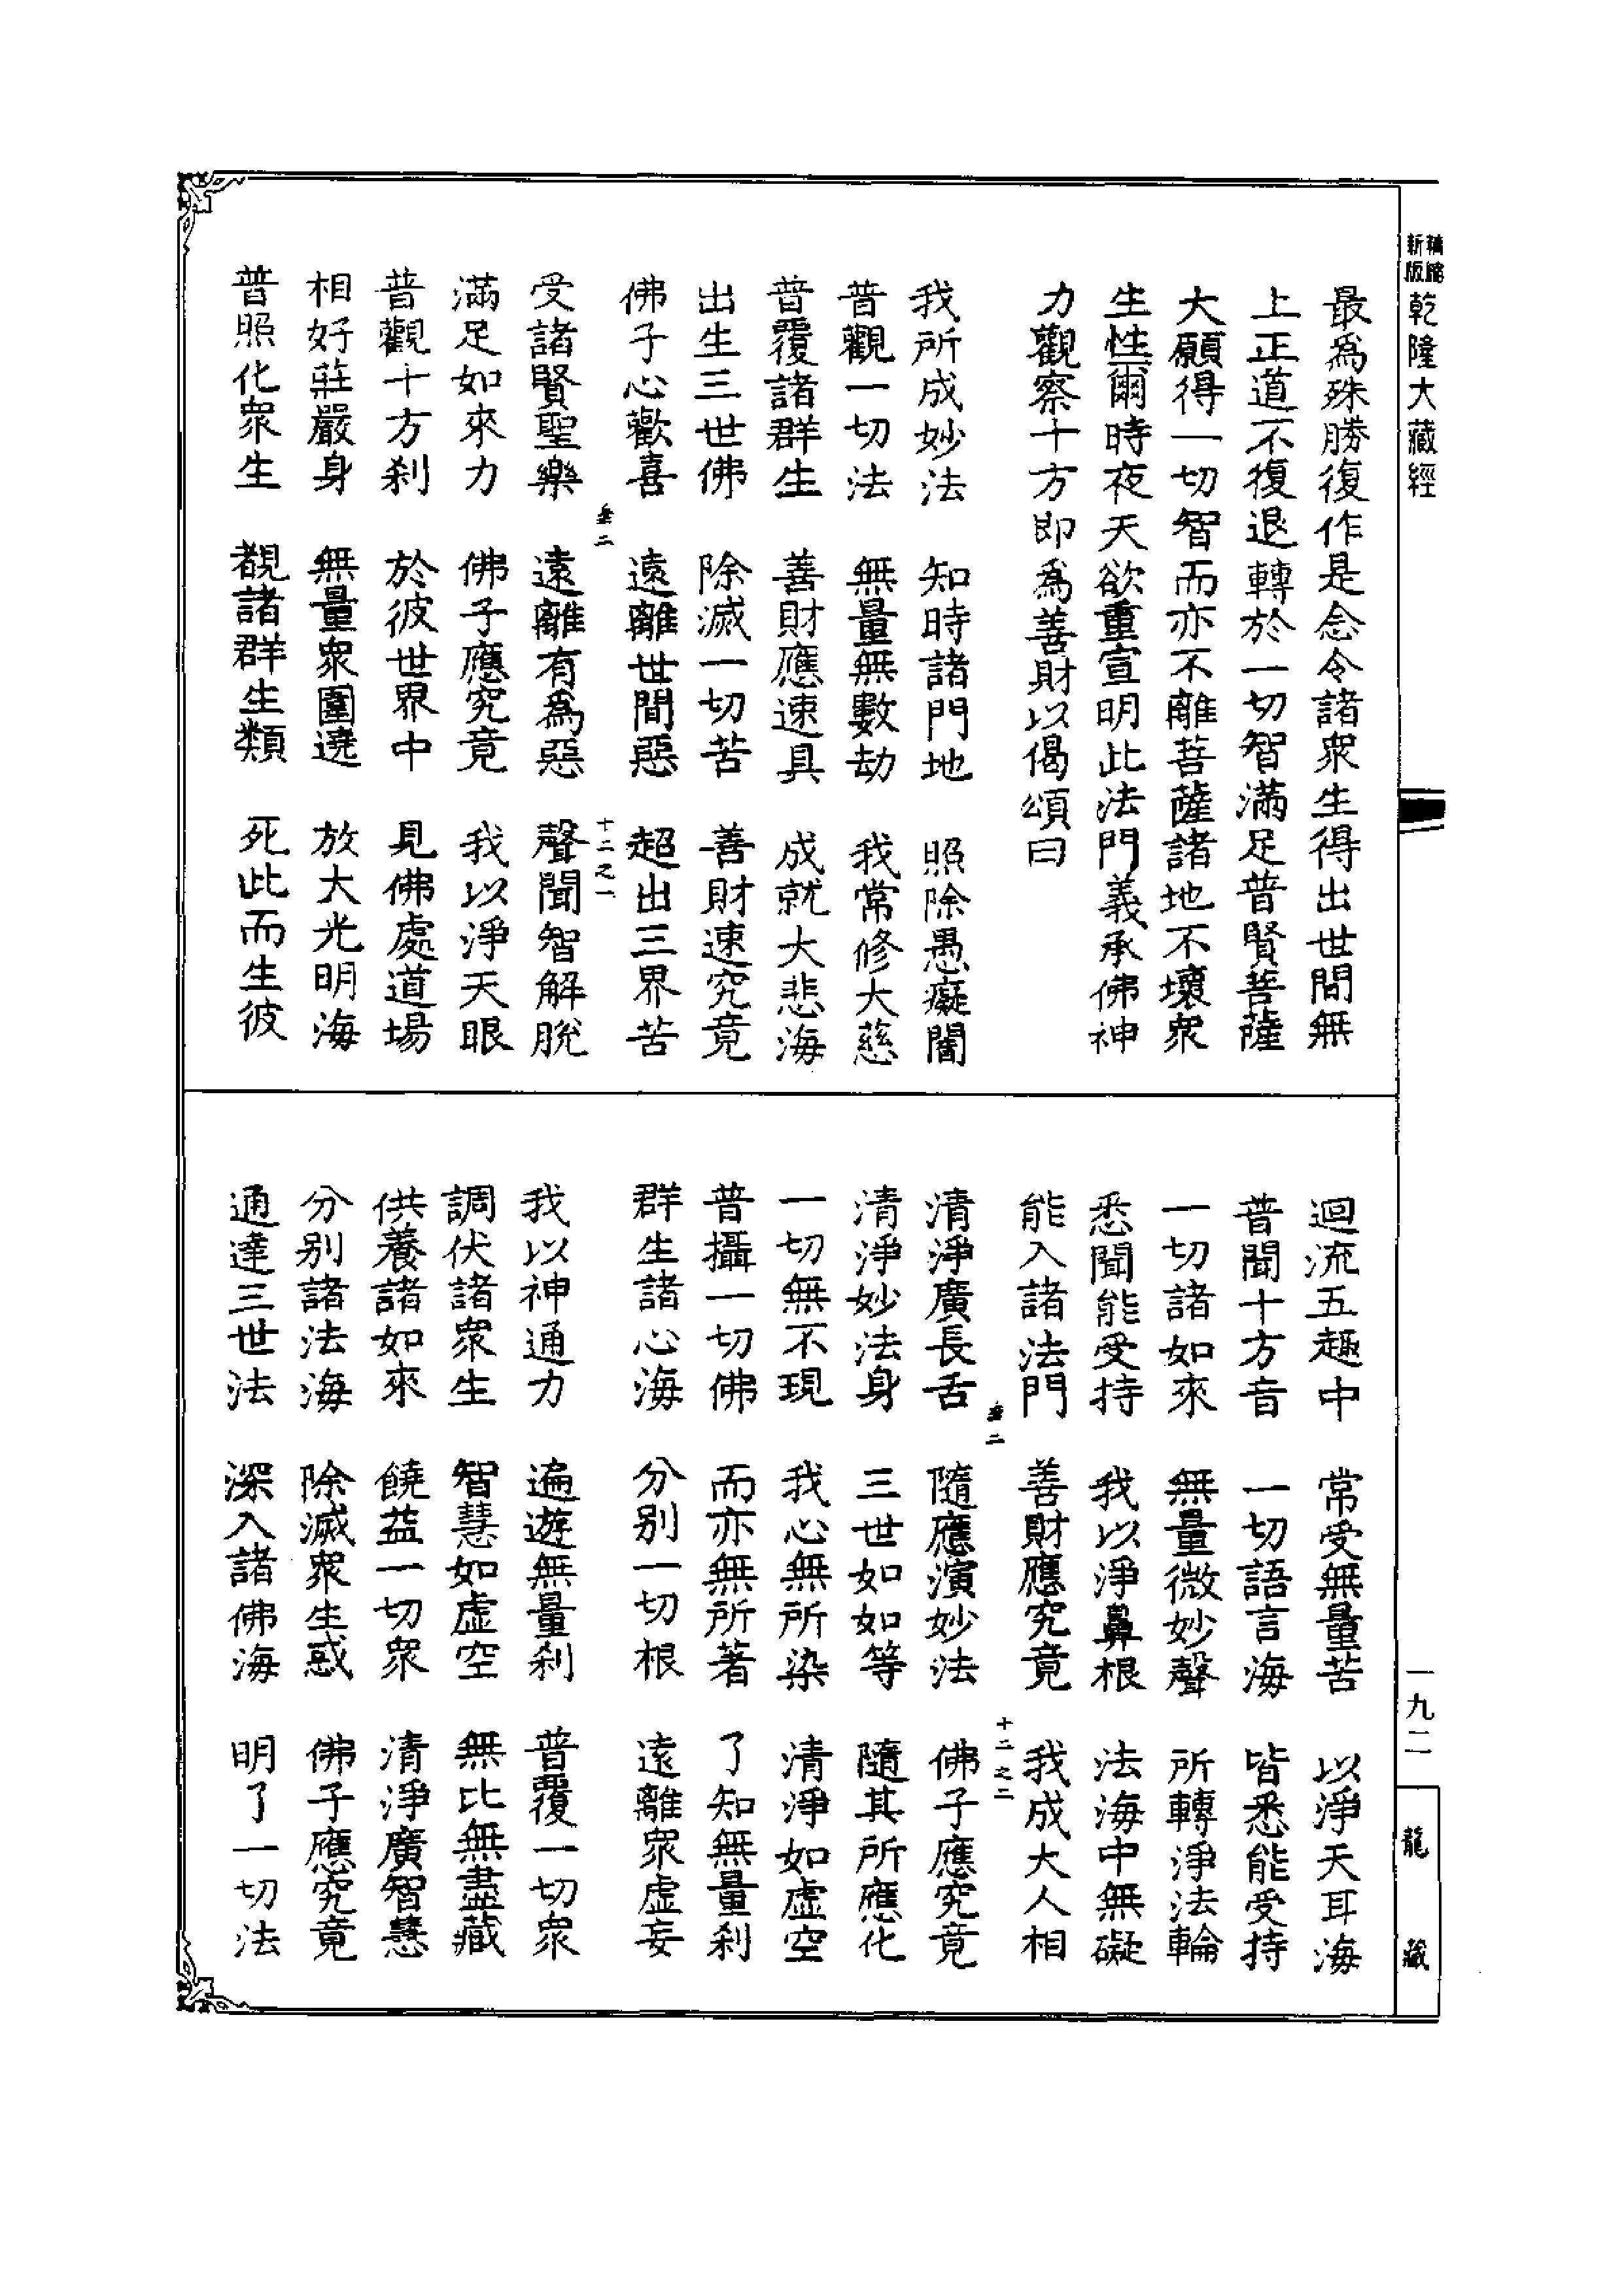 新版
精縮
乾隆大藏經
最爲殊勝復作是念令諸衆生得出世間無
上正道不復退轉於一切智滿足普賢菩薩
大願得一切智而亦不離菩薩諸地不壞衆
生性爾時夜天欲重宣明此法門義承佛神
力觀察十方即爲善財以偈頌曰
我所成妙法　知時諸門地　照除愚癡闇
普觀一切法　無量無數劫　我常修大慈
普覆諸群生　善財應速具　成就大悲海
出生三世佛　除滅一切苦　善財速究竟
佛子心歡喜　遠離世間惡　超出三界苦
垂二　十二之一
受諸賢聖樂　遠離有爲惡　聲聞智解脫
滿足如來力　佛子應究竟　我以淨天眼
普觀十方刹　於彼世界中　見佛處道場
相好莊嚴身　無量衆圍遶　放大光明海
普照化衆生　覩諸群生類　死此而生彼
迴流五趣中　常受無量苦　以淨天耳海
普聞十方音　一切語言海　皆悉能受持
一切諸如來　無量微妙聲　所轉淨法輪
悉聞能受持　我以淨鼻根　法海中無礙
能入諸法門　善財應究竟　我成大人相
垂二　十二之二
清淨廣長舌　隨應演妙法　佛子應究竟
清淨妙法身　三世如如等　隨其所應化
一切無不現　我心無所染　清淨如虛空
普攝一切佛　而亦無所著　了知無量刹
群生諸心海　分別一切根　遠離衆虛妄
我以神通力　遍遊無量刹　普覆一切衆
調伏諸衆生　智慧如虛空　無比無盡藏
供養諸如來　饒益一切衆　清淨廣智慧
分別諸法海　除滅衆生惑　佛子應究竟
通達三世法　深入諸佛海　明了一切法
一九二
龍藏